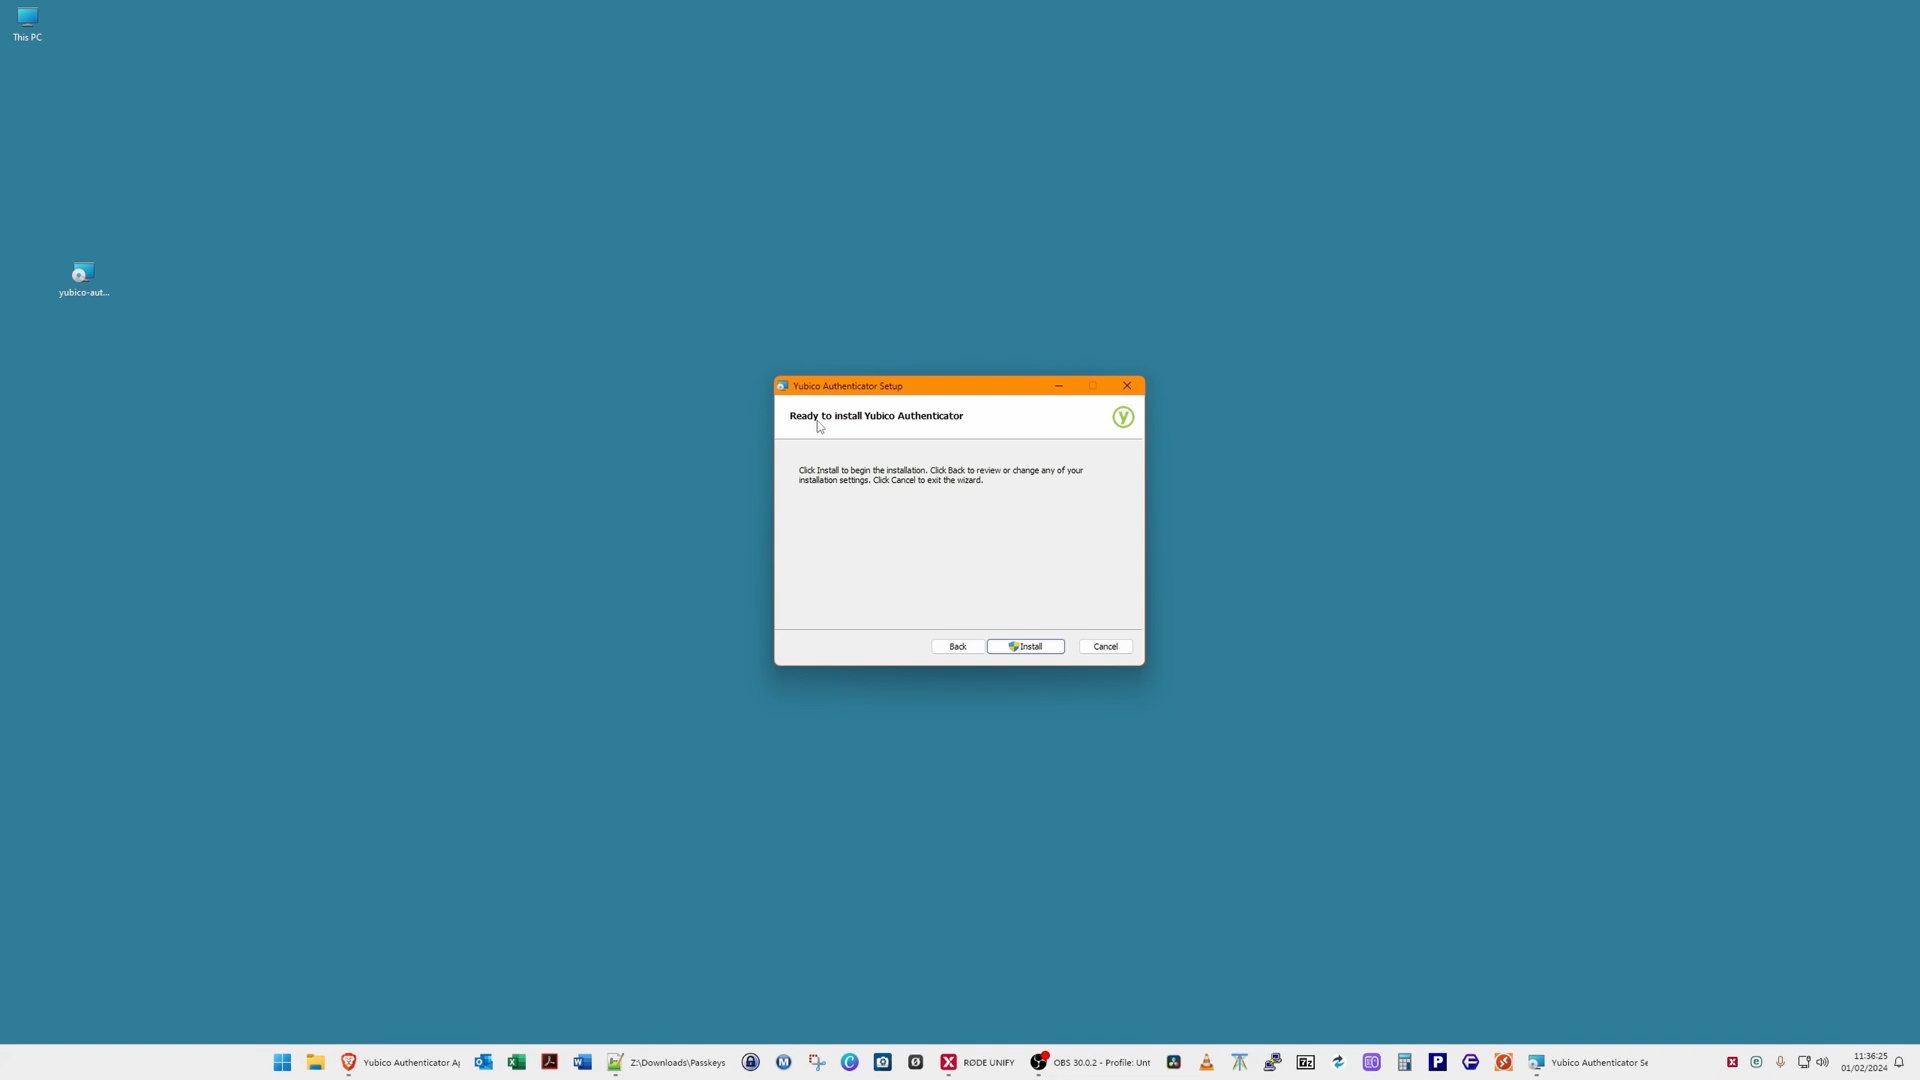 This PC
yubico-aut...
Yubico Authenticator Setup
Ready to install Yubico Authenticator
y
Click Install to begin the installation. Click Back to review or change any of your
installation settings. Click Cancel to exit the wizard.
Back
Install
Cancel
Yubico Authenticator A
Z:\Downloads\Passkeys
RØDE UNIFY
OBS 30.0.2 - Profile: Unt
7z
Yubico Authenticator Se
11:36:25
01/02/2024